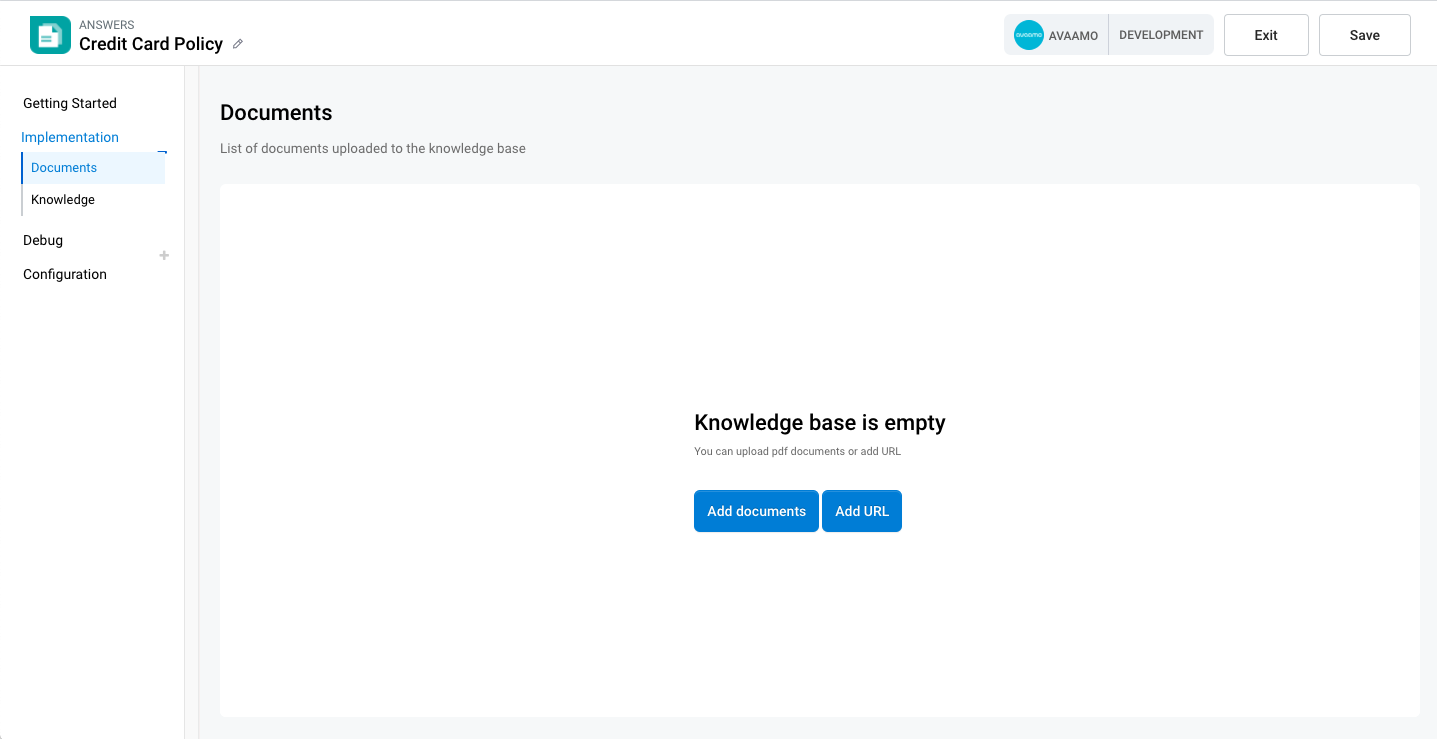 ANSWERS
Credit Card Policy
avaamo
AVAAMO
DEVELOPMENT
Exit
Save
Getting Started
Implementation
Documents
Knowledge
Debug
Configuration
Documents
List of documents uploaded to the knowledge base
Knowledge base is empty
You can upload pdf documents or add URL
Add documents
Add URL